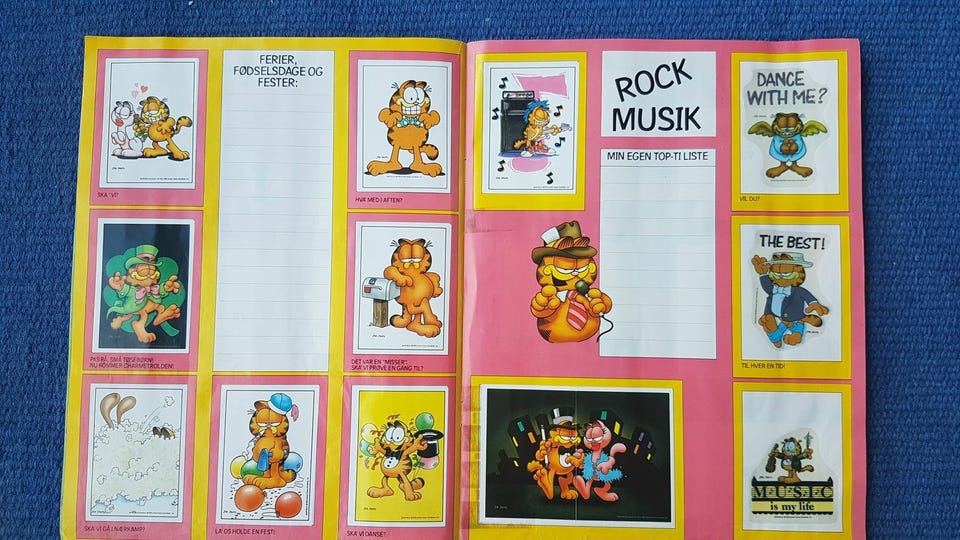 FERIER,
FØDSELSDAGE OG
FESTER:
SKA' VI?
HVA' MED I AFTEN?
PAS PÅ, SMÅ TØSEBØRN!
NU KOMMER CHARMETROLDEN!
DET VAR EN "MISSER".
SKA' VI PRØVE EN GANG TIL?
SKA' VI GÅ I NÆRKAMP?
LA' OS HOLDE EN FEST!
SKA' VI DANSE?
ROCK
MUSIK
MIN EGEN TOP-TI LISTE
DANCE
WITH ME?
VIL DU?
THE BEST!
TIL HVER EN TID!
M·U·S·I·C
is my life